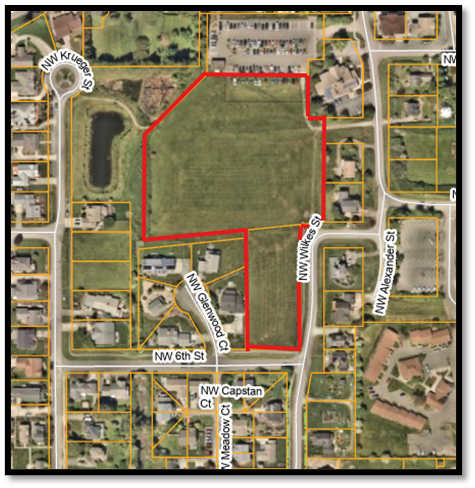 NW
NW Krueger St
N
NW Wilkes St
NW Alexander St
NW Glenwood Ct
NW 6th St
NW Capstan
Ct
W Meadow Ct